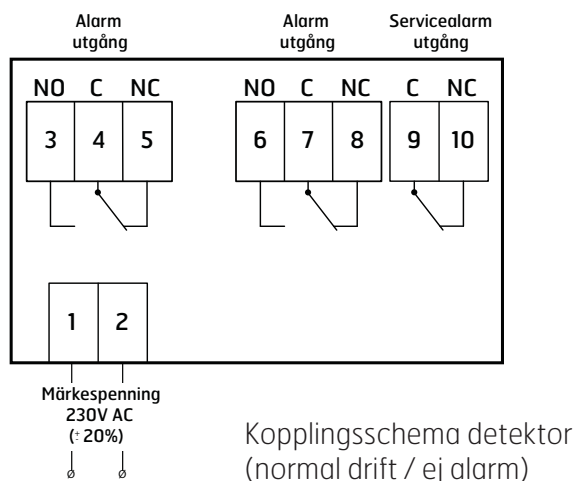 Alarm utgång
Alarm utgång
Servicealarm utgång
NO C NC
NO C NC
C NC
3 4 5
6 7 8
9 10
1 2
Märkespenning
230V AC
(± 20%)
ø ø
Kopplingsschema detektor
(normal drift / ej alarm)